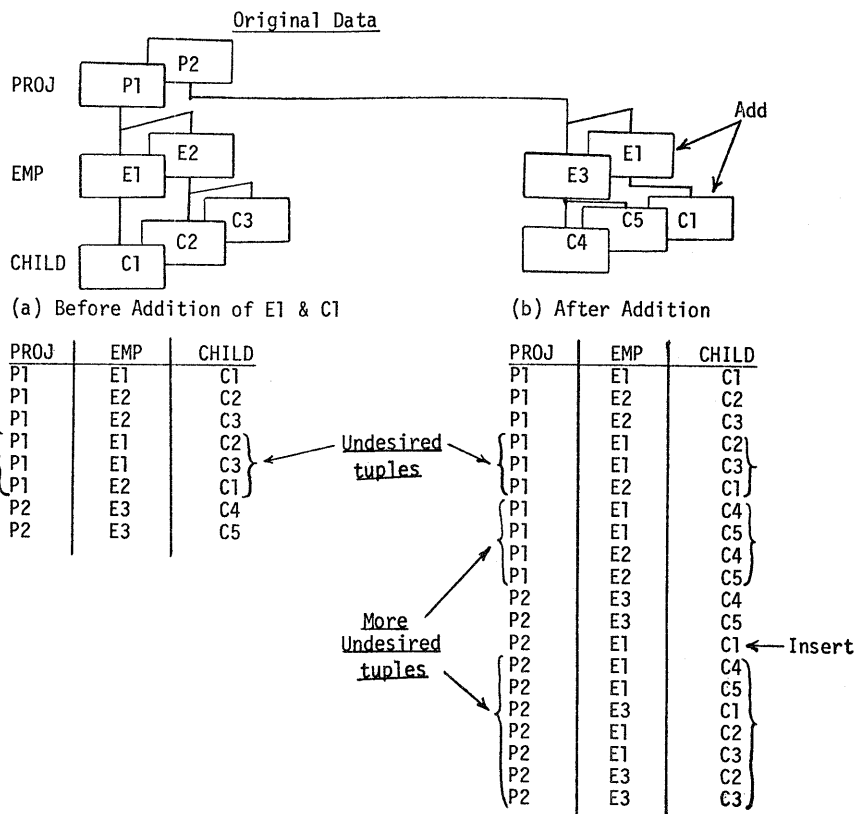 Original Data
PROJ
P1
P2
Add
EMP
E1
E2
E3
E1
CHILD
C1
C2
C3
C4
C5
C1
(a) Before Addition of E1 & C1
(b) After Addition
PROJ EMP CHILD
P1 E1 C1
P1 E2 C2
P1 E2 C3
P1 E1 C2
P1 E1 C3
P1 E2 C1
P2 E3 C4
P2 E3 C5
Undesired
tuples
More
Undesired
tuples
PROJ EMP CHILD
P1 E1 C1
P1 E2 C2
P1 E2 C3
P1 E1 C2
P1 E1 C3
P1 E2 C1
P1 E1 C4
P1 E1 C5
P1 E2 C4
P1 E2 C5
P2 E3 C4
P2 E3 C5
P2 E1 C1
Insert
P2 E1 C4
P2 E1 C5
P2 E3 C1
P2 E1 C2
P2 E1 C3
P2 E3 C2
P2 E3 C3